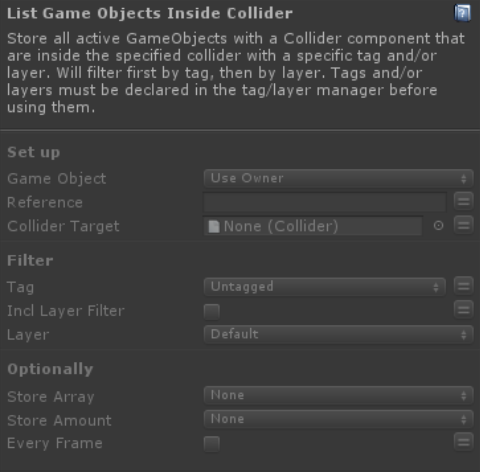 List Game Objects Inside Collider
Store all active GameObjects with a Collider component that
are inside the specified collider with a specific tag and/or
layer. Will filter first by tag, then by layer. Tags and/or
layers must be declared in the tag/layer manager before
using them.
Set up
Game Object Use Owner
Reference
Collider Target None (Collider)
Filter
Tag Untagged
Incl Layer Filter
Layer Default
Optionally
Store Array None
Store Amount None
Every Frame